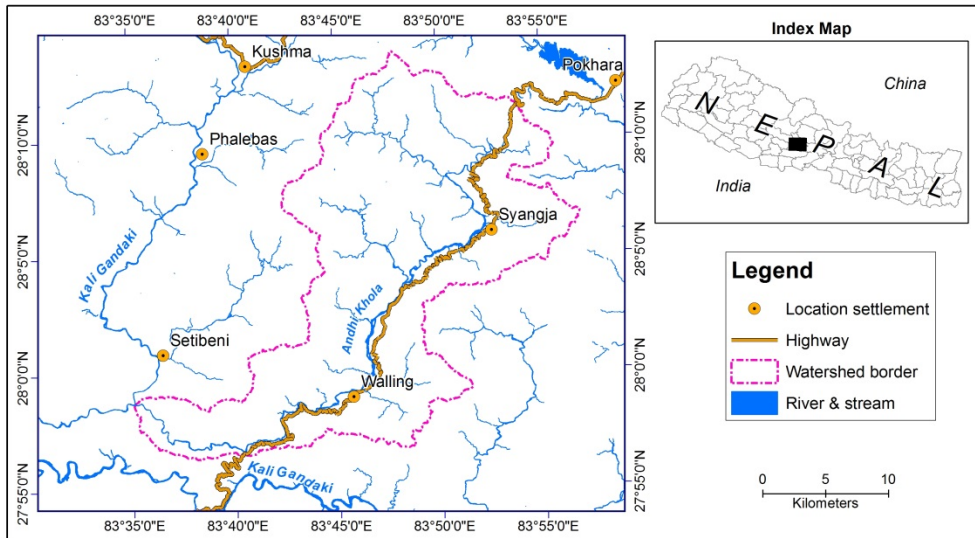 83°35'0"E
83°40'0"E
83°45'0"E
83°50'0"E
83°55'0"E
Index Map
Kushma
Pokhara
China
NEPAL
India
28°10'0"N
28°10'0"N
Phalebas
Syangja
28°5'0"N
28°5'0"N
Kali Gandaki
Andhi Khola
Setibeni
Walling
28°0'0"N
28°0'0"N
Kali Gandaki
27°55'0"N
27°55'0"N
83°35'0"E
83°40'0"E
83°45'0"E
83°50'0"E
83°55'0"E
Legend
Location settlement
Highway
Watershed border
River & stream
0 5 10
Kilometers